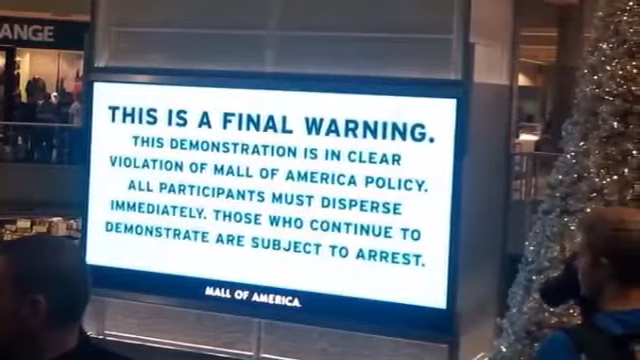 ANGE
THIS IS A FINAL WARNING.
THIS DEMONSTRATION IS IN CLEAR
VIOLATION OF MALL OF AMERICA POLICY.
ALL PARTICIPANTS MUST DISPERSE
IMMEDIATELY. THOSE WHO CONTINUE TO
DEMONSTRATE ARE SUBJECT TO ARREST.
MALL OF AMERICA